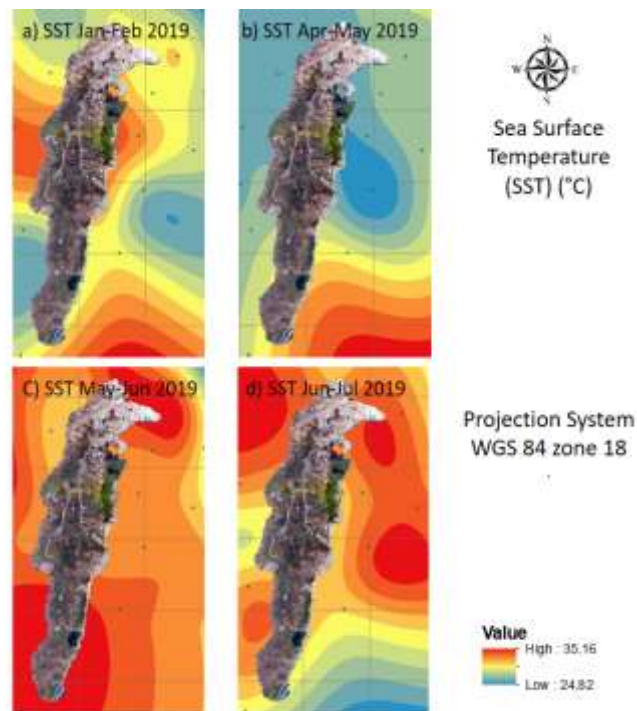 a) SST Jan-Feb 2019
b) SST Apr-May 2019
N
W E
S
Sea Surface
Temperature
(SST) (°C)
C) SST May-Jun 2019
d) SST Jun-Jul 2019
Projection System
WGS 84 zone 18
Value
High : 35.16
Low : 24.82